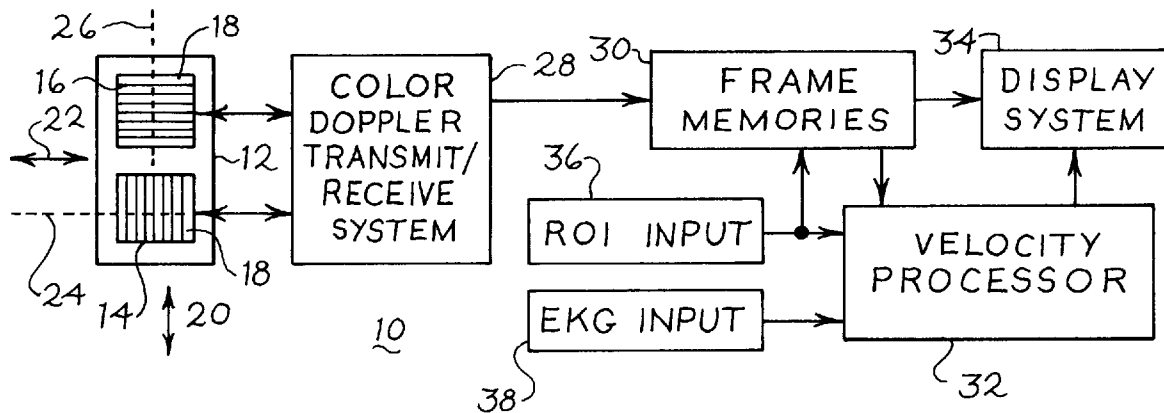 26
18
16
22
12
24
14
18
20
COLOR
DOPPLER
TRANSMIT/
RECEIVE
SYSTEM
28
10
30
FRAME
MEMORIES
34
DISPLAY
SYSTEM
36
ROI INPUT
EKG INPUT
38
VELOCITY
PROCESSOR
32